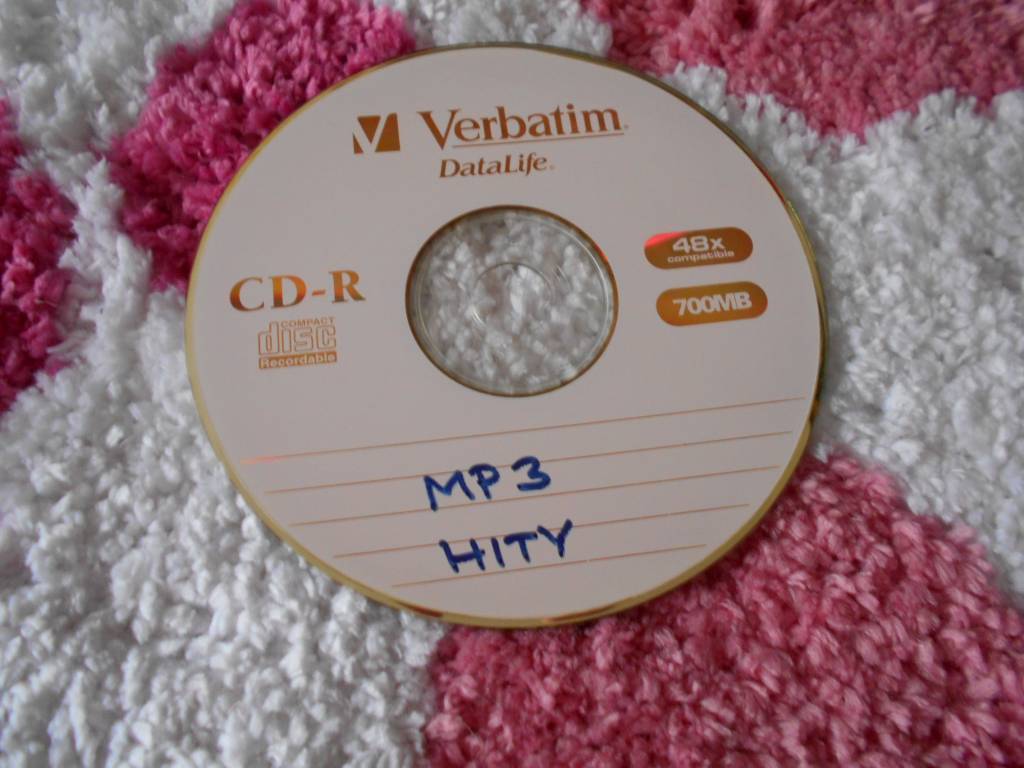 Verbatim
DataLife
48x
compatible
CD-R
700MB
COMPACT
disc
Recordable
MP3
HITY